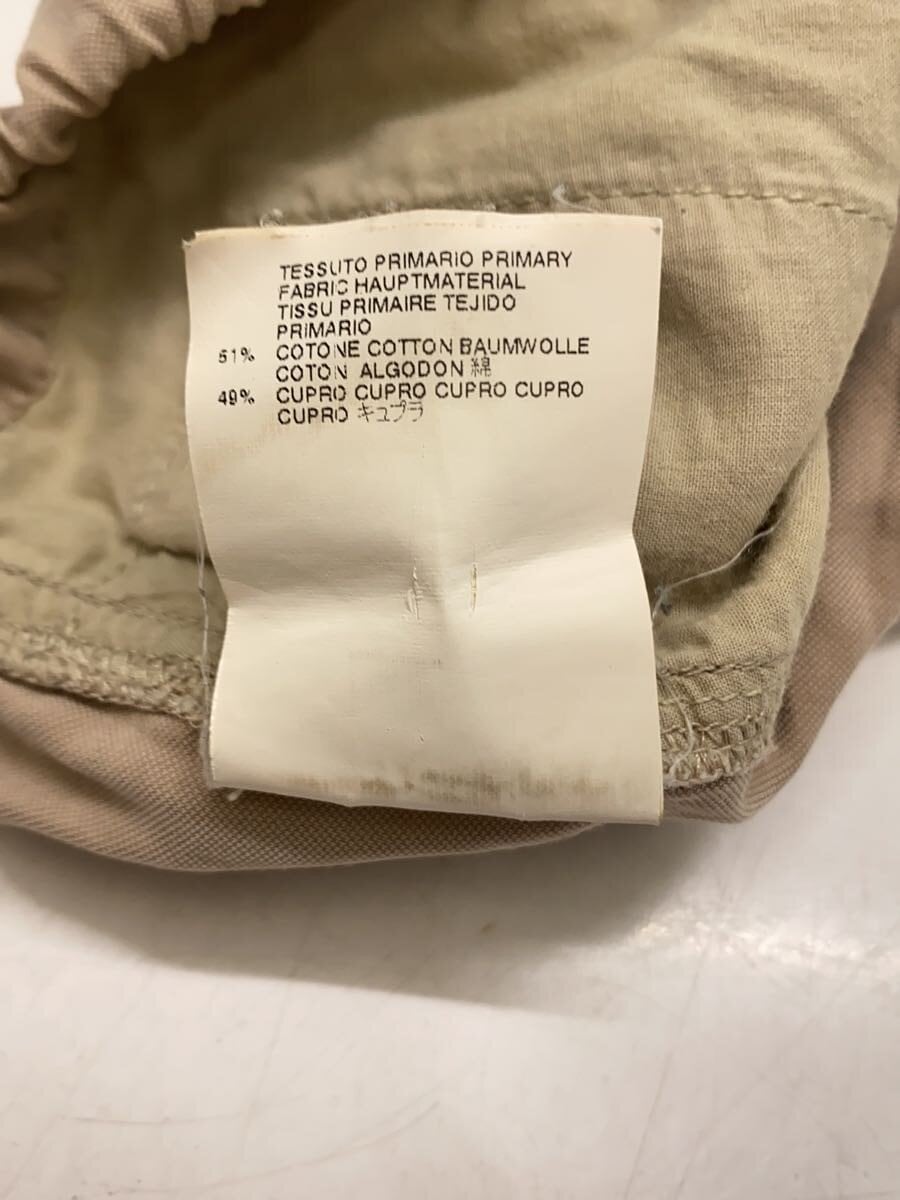 TESSUTO PRIMARIO PRIMARY
FABRIC HAUPTMATERIAL
TISSU PRIMAIRE TEJIDO
PRIMARIO
51% COTONE COTTON BAUMWOLLE
COTON ALGODON 綿
49% CUPRO CUPRO CUPRO CUPRO
CUPRO キュプラ